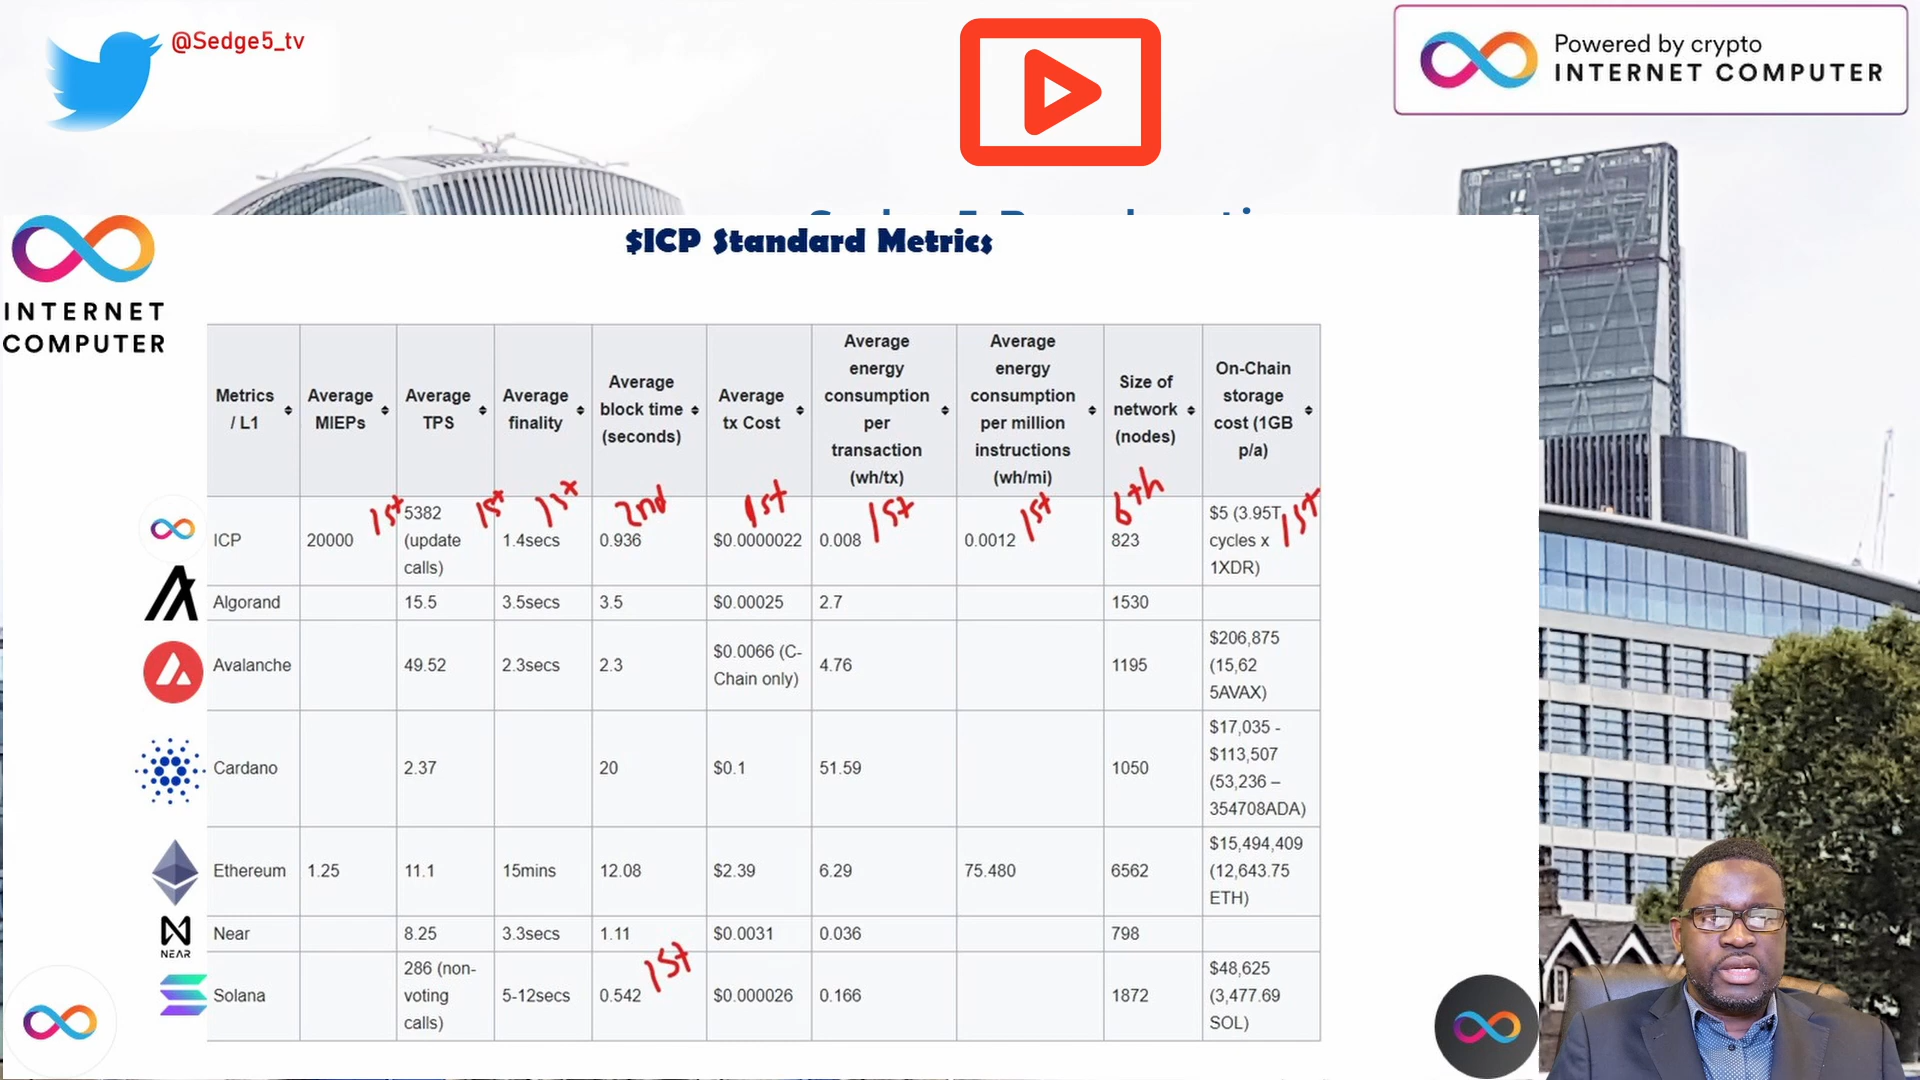 @Sedge5_tv
Powered by crypto
INTERNET COMPUTER
$ICP Standard Metrics
INTERNET
COMPUTER
Metrics / L1
Average MIEPs
Average TPS
Average finality
Average block time (seconds)
Average tx Cost
Average energy consumption per transaction (wh/tx)
Average energy consumption per million instructions (wh/mi)
Size of network (nodes)
On-Chain storage cost (1GB p/a)
1st 1st 1st 2nd 1st 1st 1st 6th 1st
ICP 20000 5382 (update calls) 1.4secs 0.936 $0.0000022 0.008 0.0012 823 $5 (3.95T cycles x 1XDR)
Algorand 15.5 3.5secs 3.5 $0.00025 2.7 1530
Avalanche 49.52 2.3secs 2.3 $0.0066 (C-Chain only) 4.76 1195 $206,875 (15,62 5AVAX)
Cardano 2.37 20 $0.1 51.59 1050 $17,035 - $113,507 (53,236 – 354708ADA)
Ethereum 1.25 11.1 15mins 12.08 $2.39 6.29 75.480 6562 $15,494,409 (12,643.75 ETH)
NEAR
Near 8.25 3.3secs 1.11 $0.0031 0.036 798
1st
Solana 286 (non-voting calls) 5-12secs 0.542 $0.000026 0.166 1872 $48,625 (3,477.69 SOL)